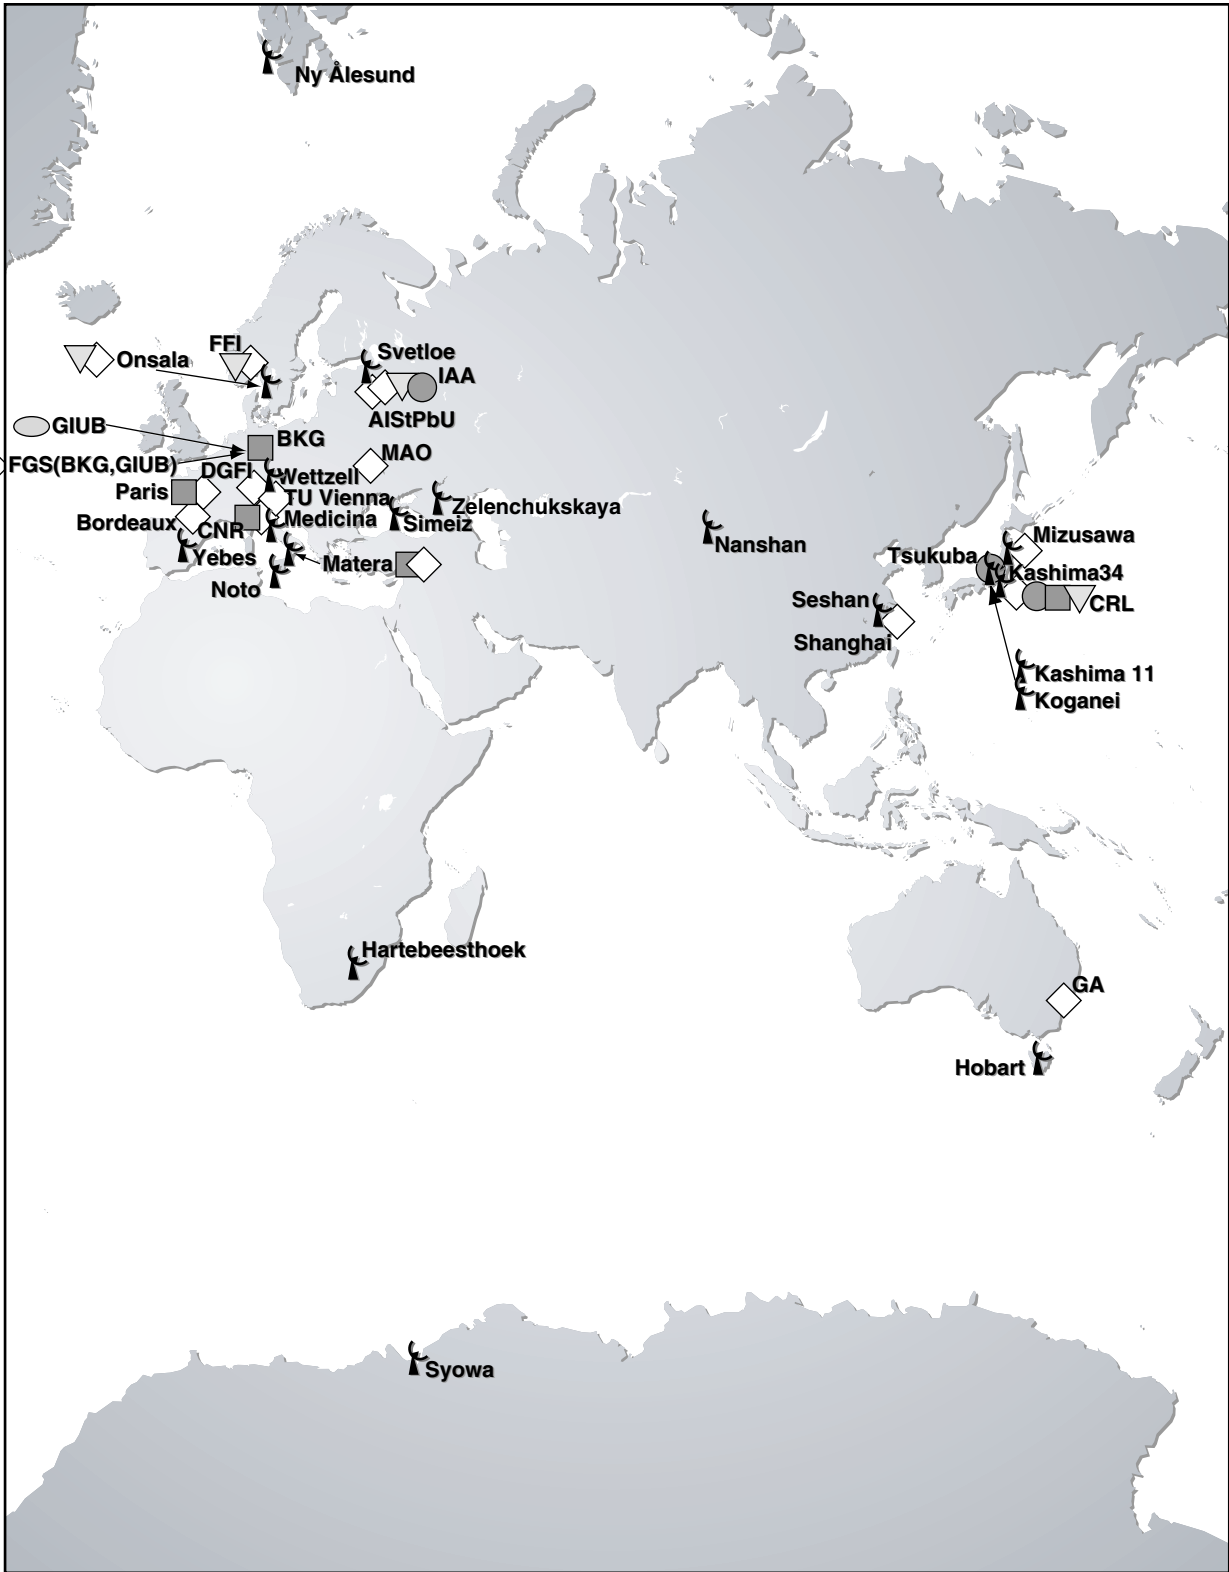 Ny Ålesund
FFI
Onsala
Svetloe
IAA
AIStPbU
GIUB
BKG
MAO
FGS(BKG,GIUB)
DGFI
Wettzell
Paris
TU Vienna
Zelenchukskaya
Bordeaux
CNR
Medicina
Simeiz
Yebes
Matera
Noto
Nanshan
Mizusawa
Tsukuba
Kashima34
Seshan
CRL
Shanghai
Kashima 11
Koganei
Hartebeesthoek
GA
Hobart
Syowa